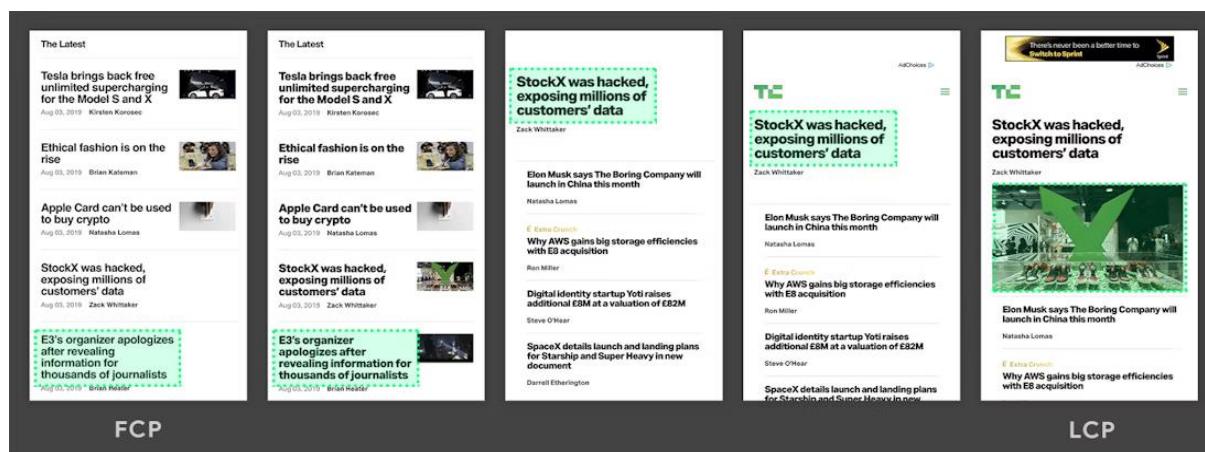 The Latest
Tesla brings back free
unlimited supercharging
for the Model S and X
Aug 03, 2019 Kirsten Korosec
Ethical fashion is on the
rise
Aug 03, 2019 Brian Kateman
Apple Card can't be used
to buy crypto
Aug 03, 2019 Natasha Lomas
StockX was hacked,
exposing millions of
customers' data
Aug 03, 2019 Zack Whittaker
E3's organizer apologizes
after revealing
information for
thousands of journalists
Aug 03, 2019 Brian Heater
FCP
The Latest
Tesla brings back free
unlimited supercharging
for the Model S and X
Aug 03, 2019 Kirsten Korosec
Ethical fashion is on the
rise
Aug 03, 2019 Brian Kateman
Apple Card can't be used
to buy crypto
Aug 03, 2019 Natasha Lomas
StockX was hacked,
exposing millions of
customers' data
Aug 03, 2019 Zack Whittaker
E3's organizer
apologizes after
revealing information for
thousands of journalists
Aug 03, 2019 Brian Heater
StockX was hacked,
exposing millions of
customers' data
Zack Whittaker
Elon Musk says The Boring Company will
launch in China this month
Natasha Lomas
Extra Crunch
Why AWS gains big storage efficiencies
with E8 acquisition
Ron Miller
Digital identity startup Yoti raises
additional £8M at a valuation of £82M
Steve O'Hear
SpaceX details launch and landing plans
for Starship and Super Heavy in new
document
Darrell Etherington
AdChoices
TC
StockX was hacked,
exposing millions of
customers' data
Zack Whittaker
Elon Musk says The Boring Company will
launch in China this month
Natasha Lomas
Extra Crunch
Why AWS gains big storage efficiencies
with E8 acquisition
Ron Miller
Digital identity startup Yoti raises
additional £8M at a valuation of £82M
Steve O'Hear
SpaceX details launch and landing plans
for Starship and Super Heavy in new
There's never been a better time to
Switch to Sprint
Sprint
AdChoices
TC
StockX was hacked,
exposing millions of
customers' data
Zack Whittaker
Elon Musk says The Boring Company will
launch in China this month
Natasha Lomas
Extra Crunch
Why AWS gains big storage efficiencies
with E8 acquisition
Ron Miller
LCP